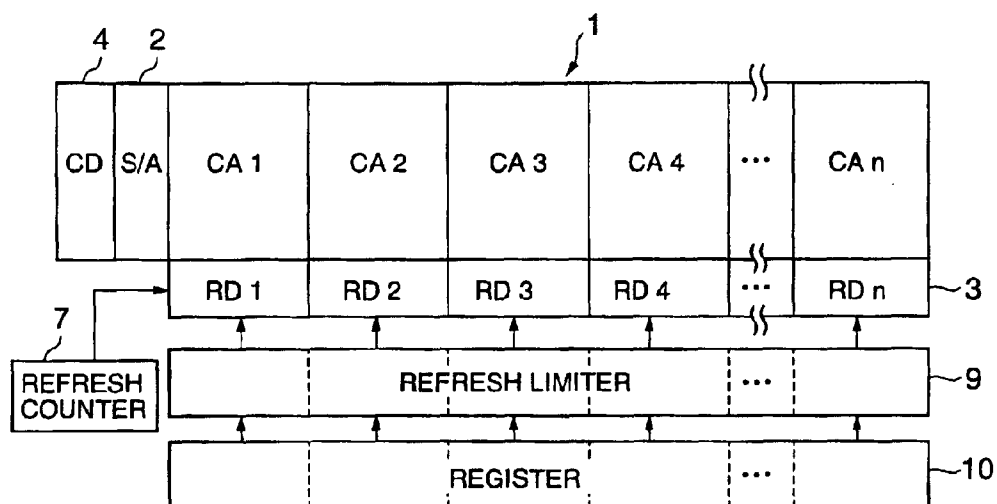 4 2 1
CD S/A CA 1 CA 2 CA 3 CA 4 ... CA n
RD 1 RD 2 RD 3 RD 4 ... RD n 3
7
REFRESH COUNTER
REFRESH LIMITER ... 9
REGISTER ... 10